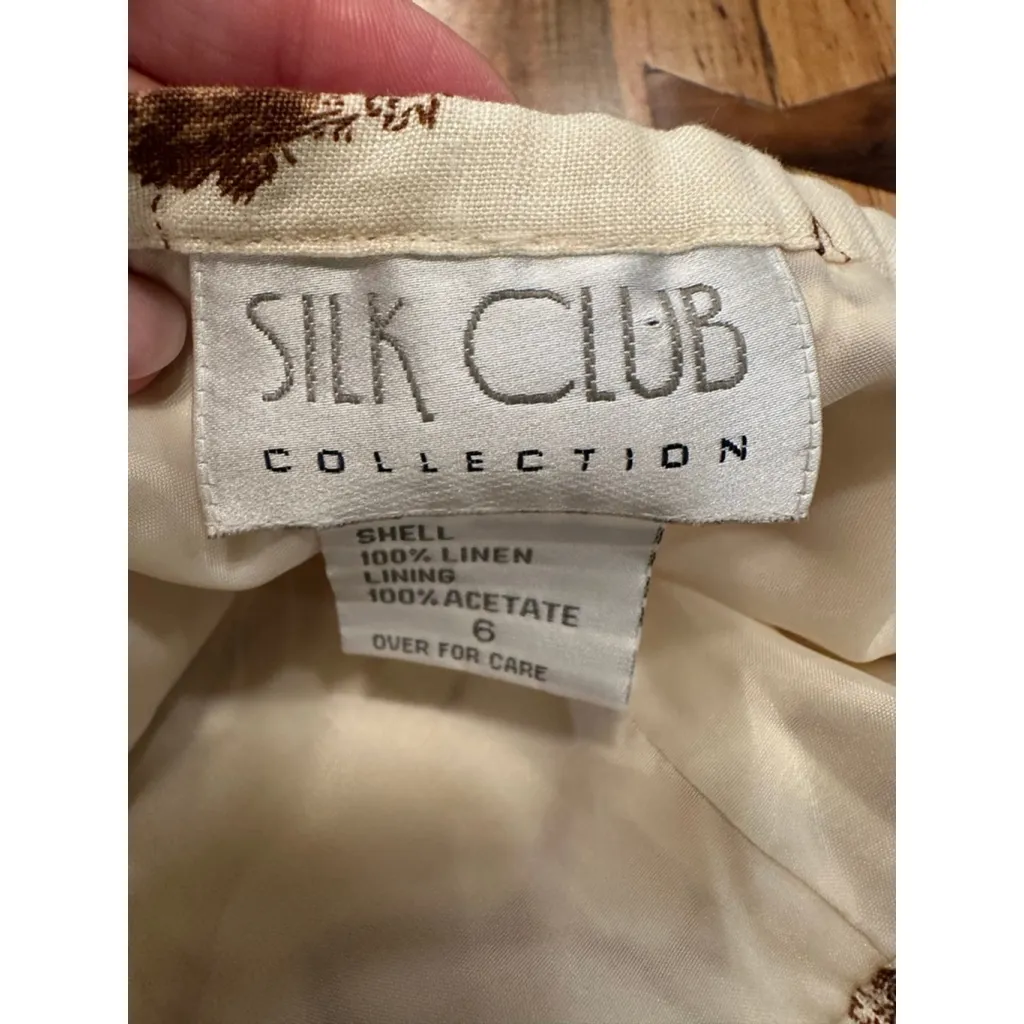 SILK CLUB
COLLECTION
SHELL
100% LINEN
LINING
100% ACETATE
6
OVER FOR CARE